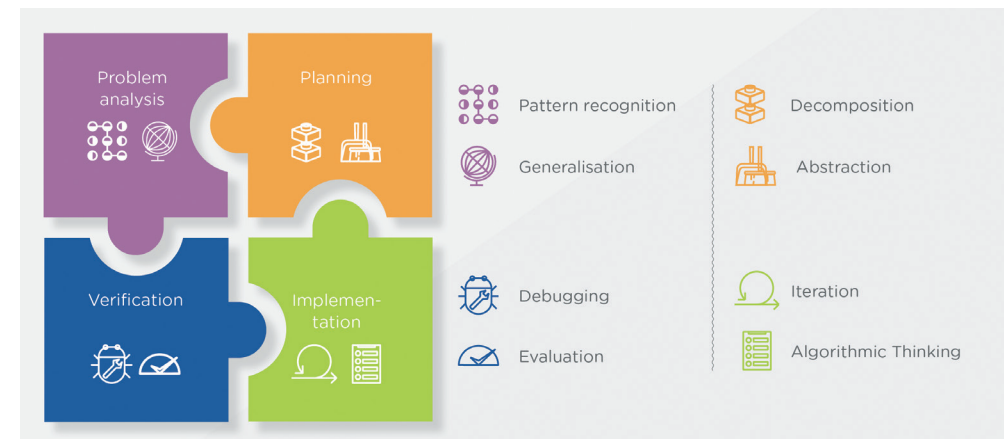 Problem
analysis
Planning
Verification
Implemen-
tation
Pattern recognition
Generalisation
Decomposition
Abstraction
Debugging
Evaluation
Iteration
Algorithmic Thinking